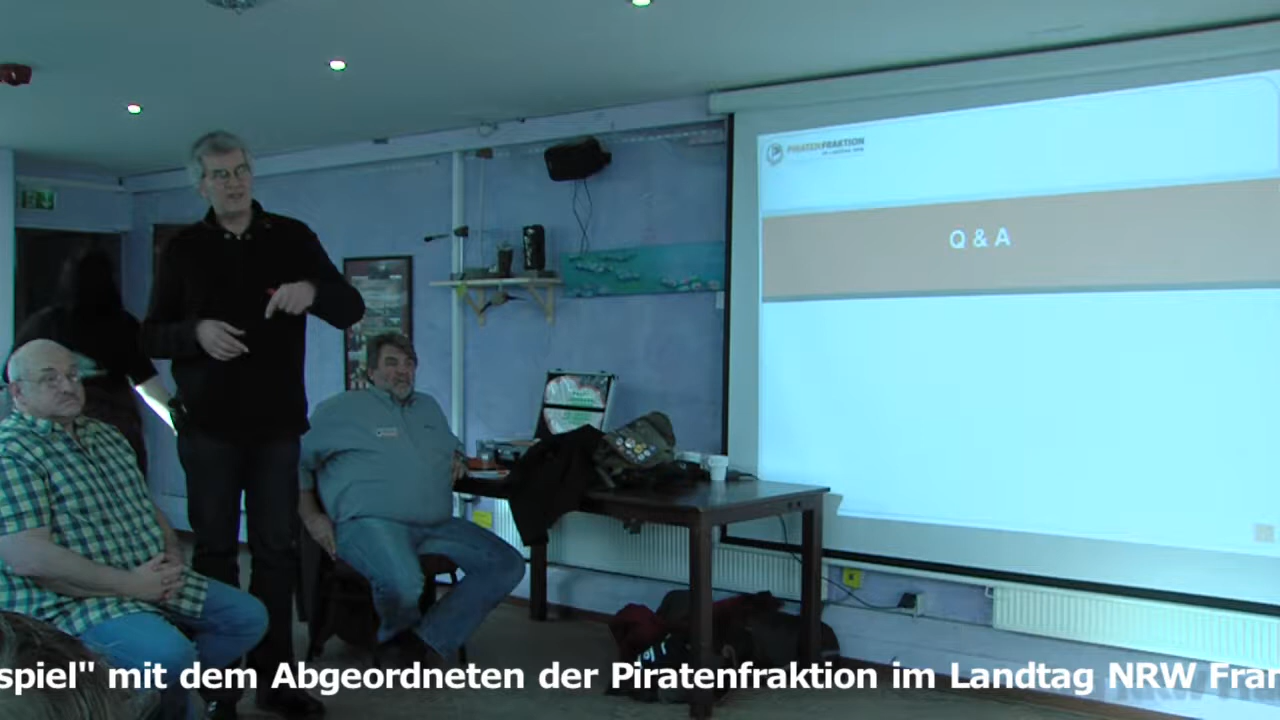 PIRATENFRAKTION
Q & A
spiel" mit dem Abgeordneten der Piratenfraktion im Landtag NRW Fran